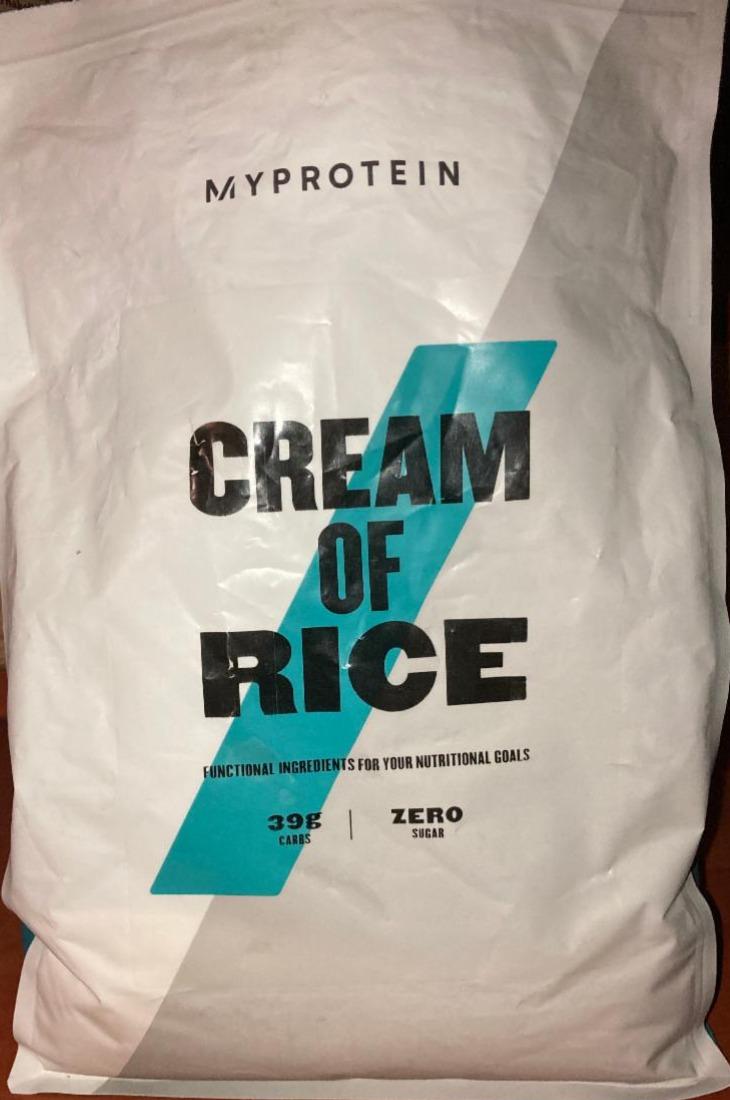 MYPROTEIN
CREAM
OF
RICE
FUNCTIONAL INGREDIENTS FOR YOUR NUTRITIONAL GOALS
39g | ZERO
CARBS SUGAR